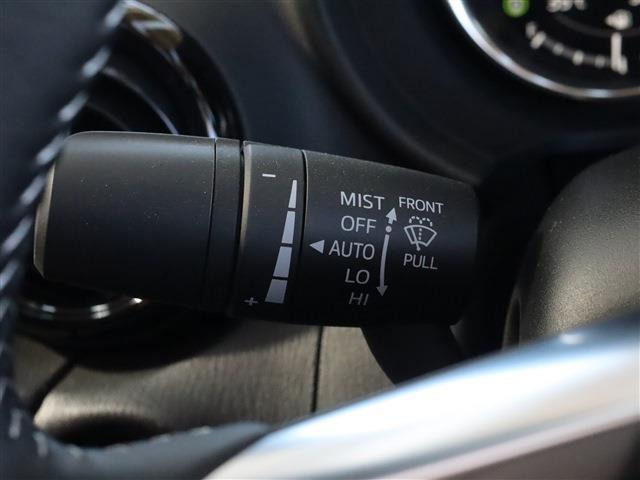 −
+
MIST
OFF
◀ AUTO
LO
HI
FRONT
PULL